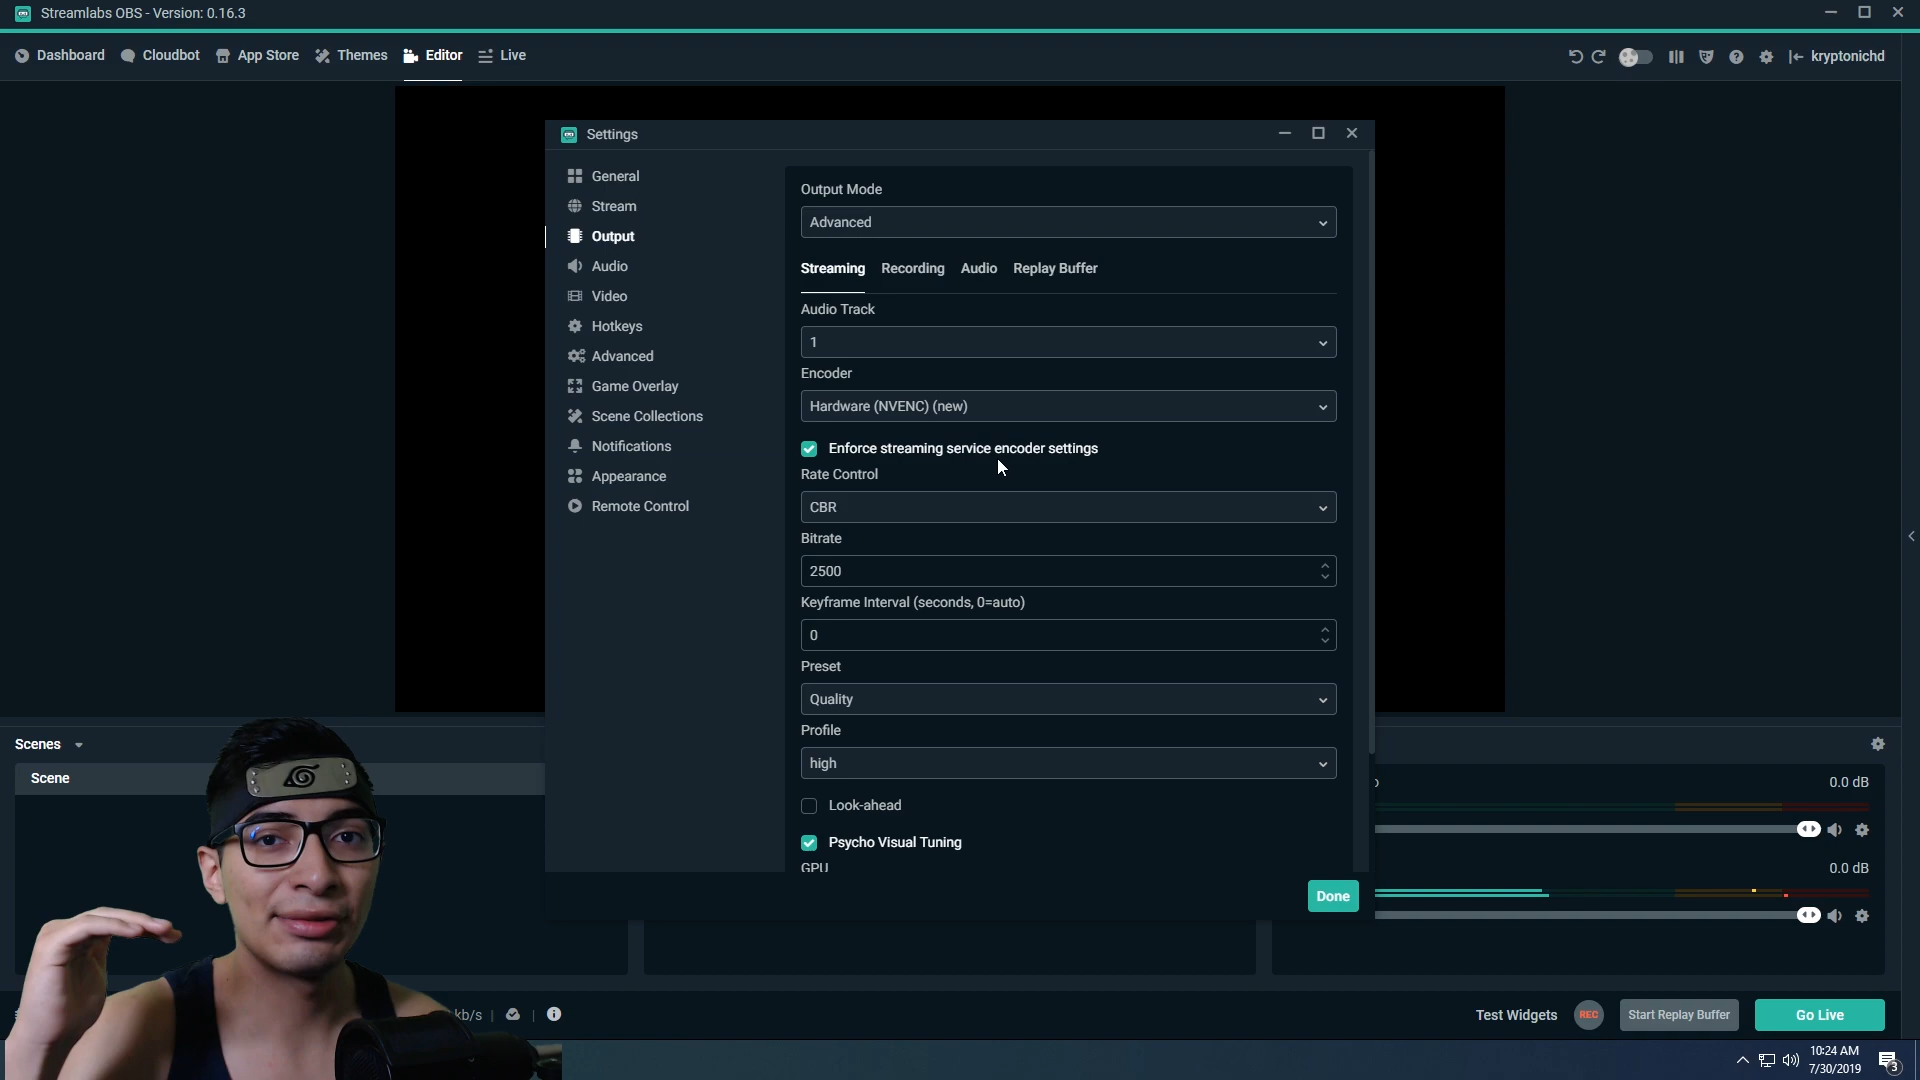 Streamlabs OBS - Version: 0.16.3
Dashboard
Cloudbot
App Store
Themes
Editor
Live
kryptonichd
Settings
General
Stream
Output
Audio
Video
Hotkeys
Advanced
Game Overlay
Scene Collections
Notifications
Appearance
Remote Control
Output Mode
Advanced
Streaming
Recording
Audio
Replay Buffer
Audio Track
1
Encoder
Hardware (NVENC) (new)
Enforce streaming service encoder settings
Rate Control
CBR
Bitrate
2500
Keyframe Interval (seconds, 0=auto)
0
Preset
Quality
Profile
high
Look-ahead
Psycho Visual Tuning
GPU
Done
Scenes
Scene
0.0 dB
0.0 dB
kb/s
Test Widgets
REC
Start Replay Buffer
Go Live
10:24 AM
7/30/2019
3